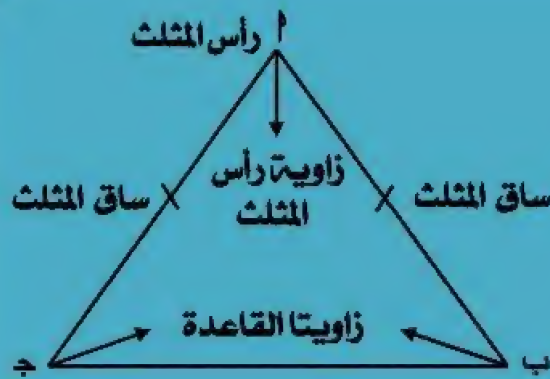 أ
رأس المثلث
زاوية رأس
المثلث
ساق المثلث
ساق المثلث
زاويتا القاعدة
ب
جـ